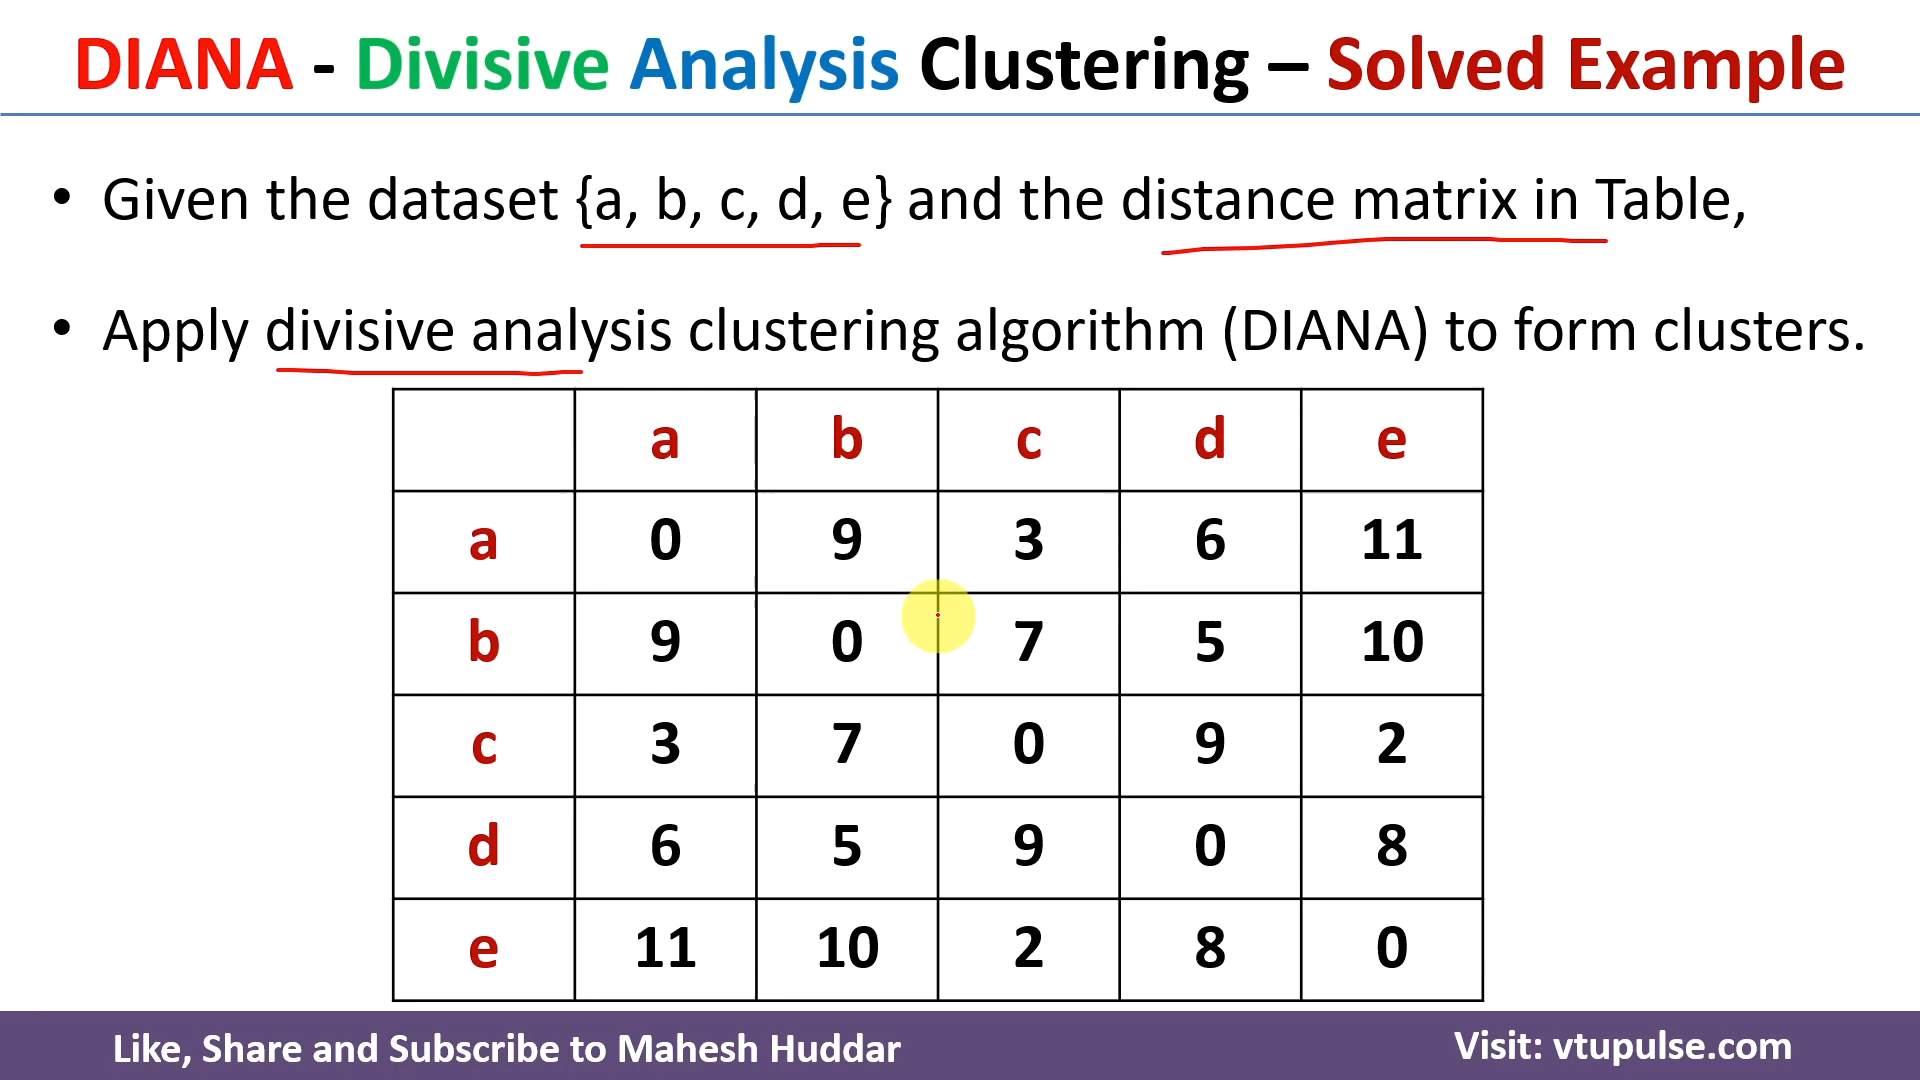 DIANA - Divisive Analysis Clustering – Solved Example
• Given the dataset {a, b, c, d, e} and the distance matrix in Table,
• Apply divisive analysis clustering algorithm (DIANA) to form clusters.
a b c d e
a 0 9 3 6 11
b 9 0 7 5 10
c 3 7 0 9 2
d 6 5 9 0 8
e 11 10 2 8 0
Like, Share and Subscribe to Mahesh Huddar
Visit: vtupulse.com